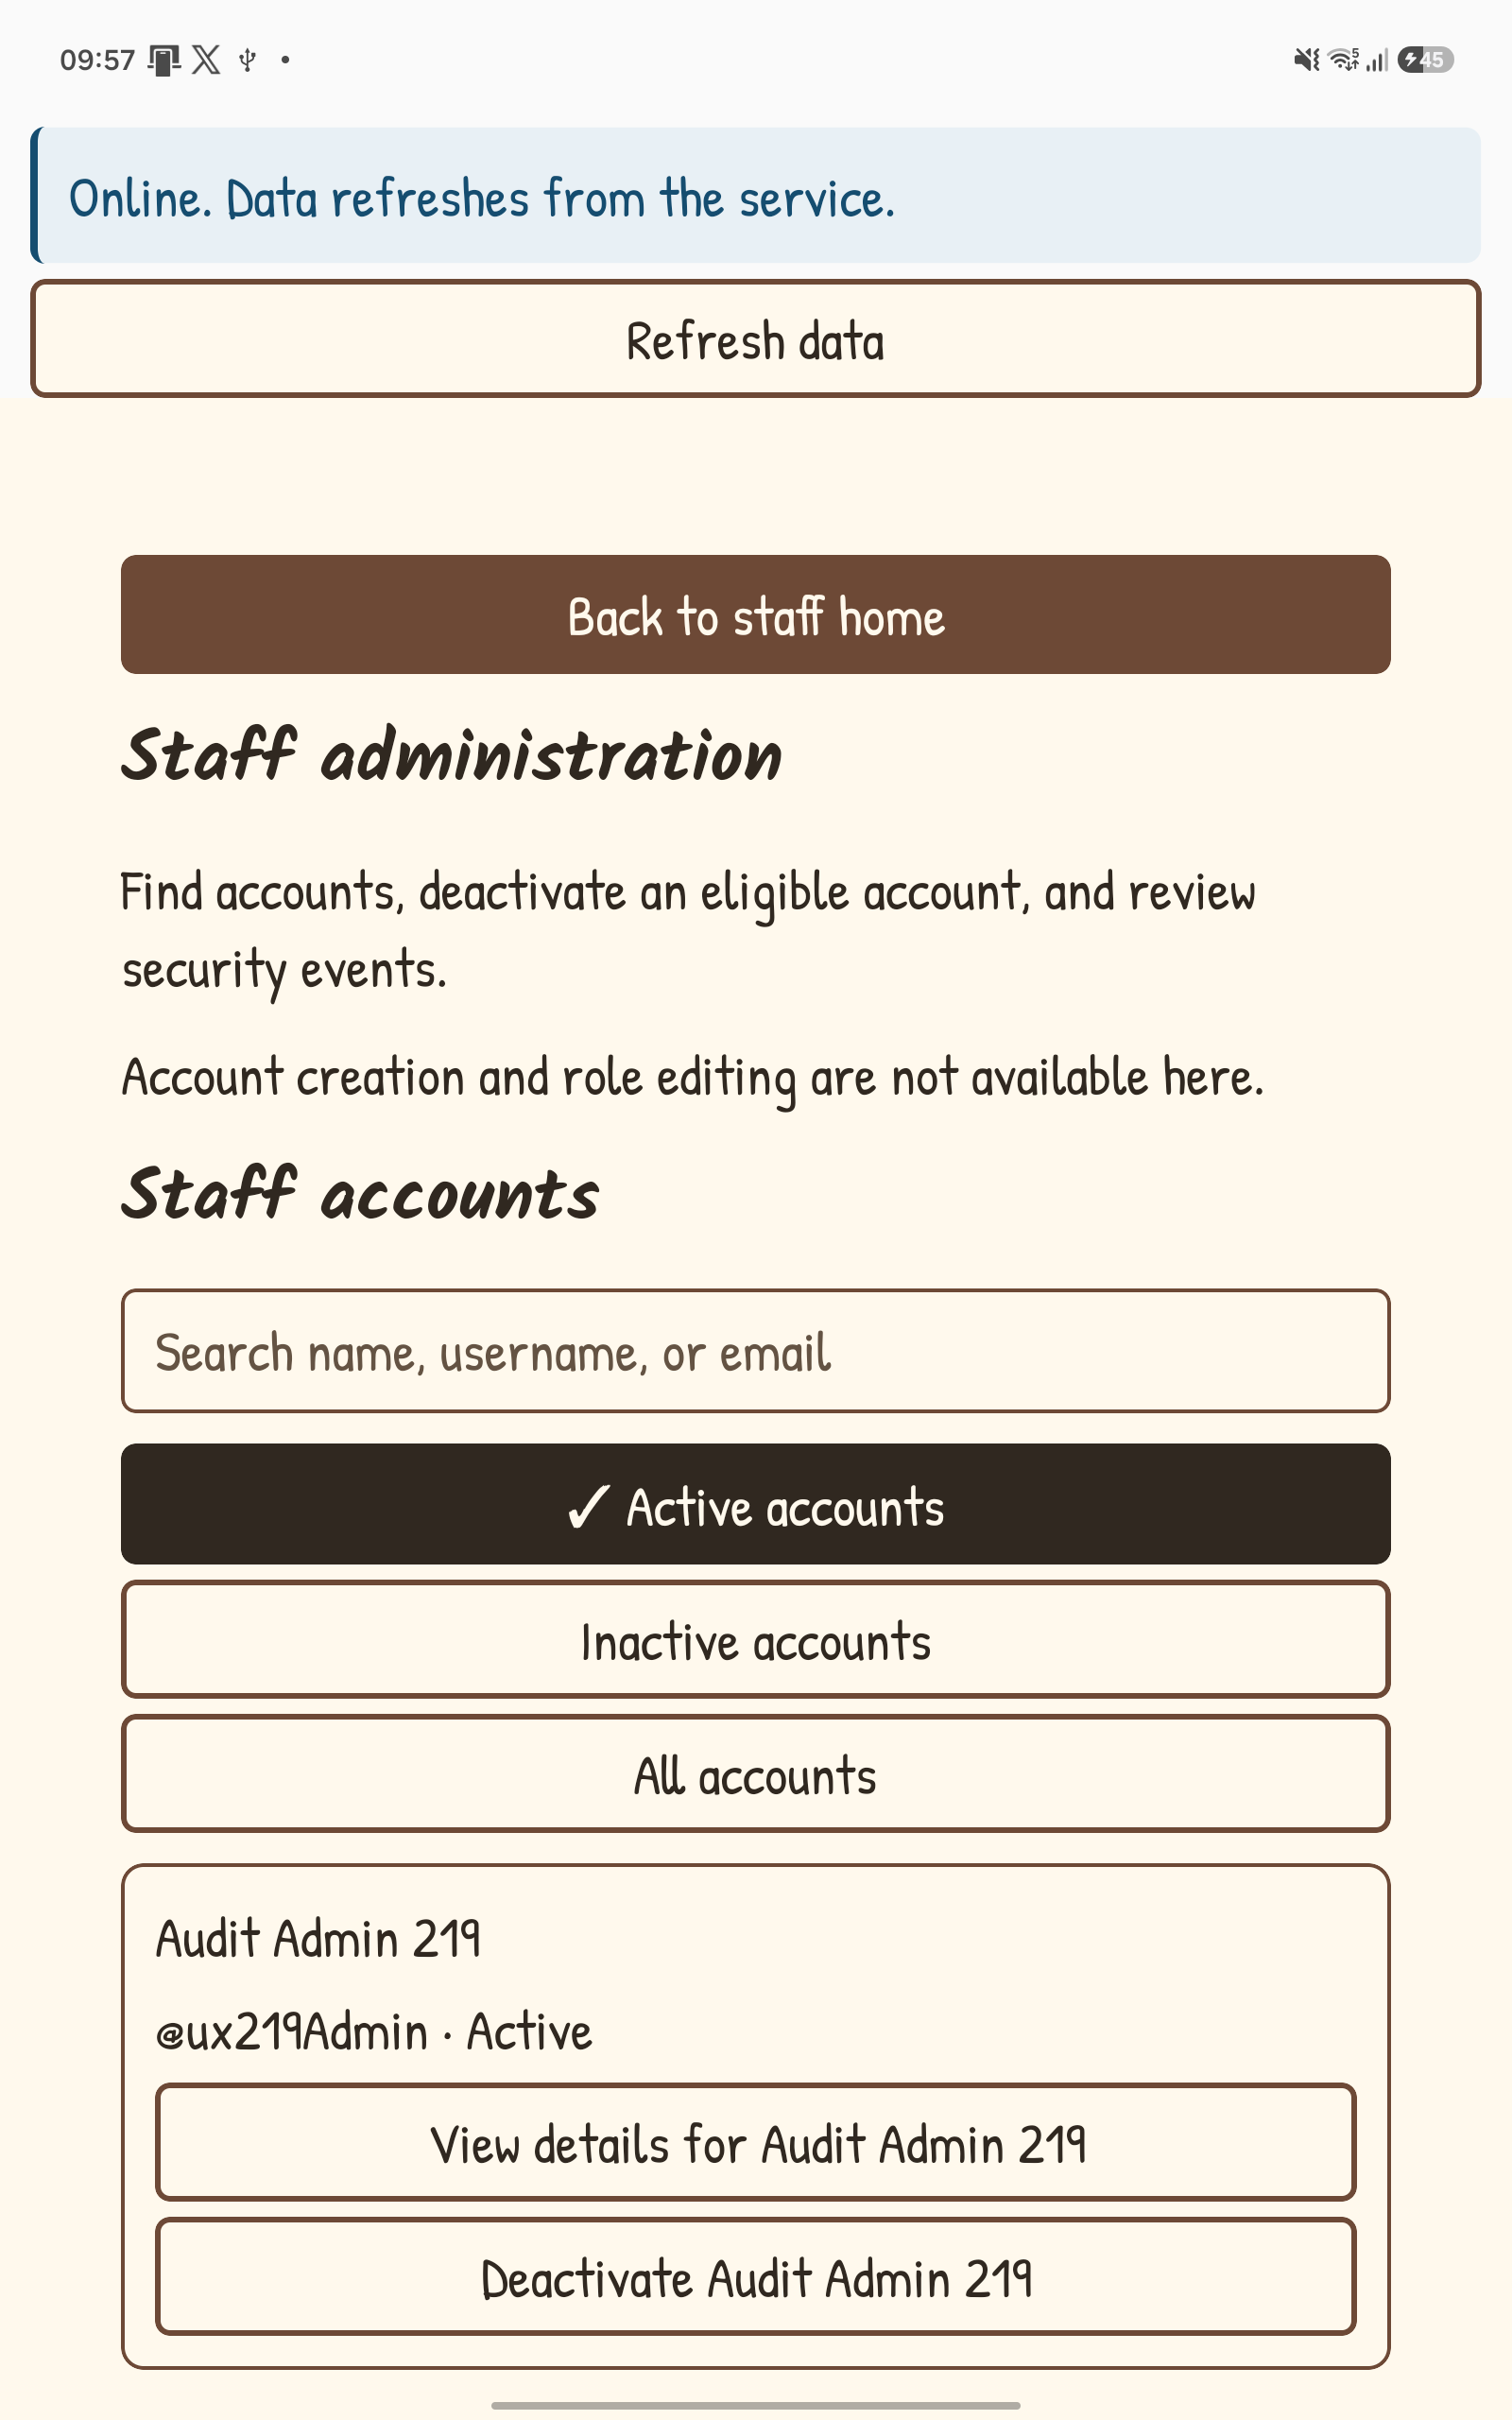 09:57
5
45
Online. Data refreshes from the service.
Refresh data
Back to staff home
Staff administration
Find accounts, deactivate an eligible account, and review
security events.
Account creation and role editing are not available here.
Staff accounts
Search name, username, or email
✓ Active accounts
Inactive accounts
All accounts
Audit Admin 219
@ux219Admin · Active
View details for Audit Admin 219
Deactivate Audit Admin 219